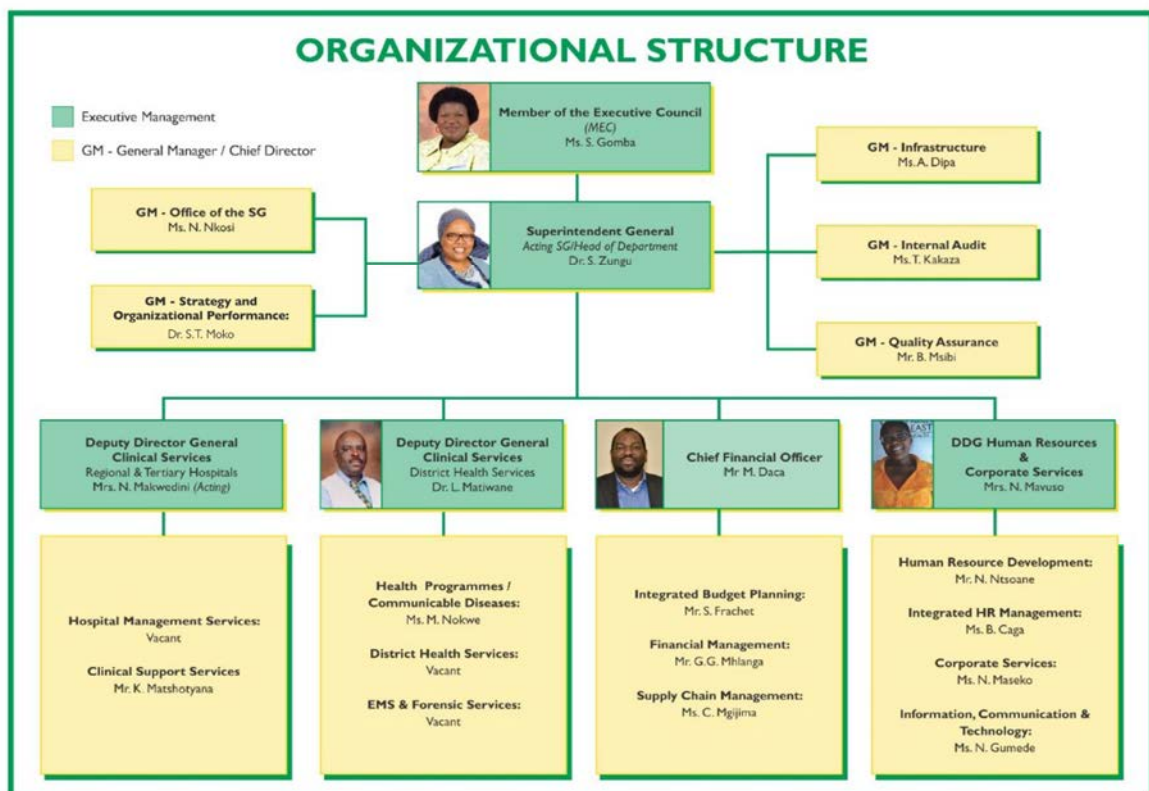 ORGANIZATIONAL STRUCTURE
Executive Management
GM - General Manager / Chief Director
Member of the Executive Council
(MEC)
Ms. S. Gomba
GM - Office of the SG
Ms. N. Nkosi
GM - Strategy and
Organizational Performance:
Dr. S.T. Moko
Superintendent General
Acting SG/Head of Department
Dr. S. Zungu
GM - Infrastructure
Ms. A. Dipa
GM - Internal Audit
Ms. T. Kakaza
GM - Quality Assurance
Mr. B. Msibi
Deputy Director General
Clinical Services
Regional & Tertiary Hospitals
Mrs. N. Makwedini (Acting)
Deputy Director General
Clinical Services
District Health Services
Dr. L. Matiwane
Chief Financial Officer
Mr M. Daca
EAST
DDG Human Resources
&
Corporate Services
Mrs. N. Mavuso
Hospital Management Services:
Vacant
Clinical Support Services
Mr. K. Matshotyana
Health Programmes /
Communicable Diseases:
Ms. M. Nokwe
District Health Services:
Vacant
EMS & Forensic Services:
Vacant
Integrated Budget Planning:
Mr. S. Frachet
Financial Management:
Mr. G.G. Mhlanga
Supply Chain Management:
Ms. C. Mgijima
Human Resource Development:
Mr. N. Ntsoane
Integrated HR Management:
Ms. B. Caga
Corporate Services:
Ms. N. Maseko
Information, Communication &
Technology:
Ms. N. Gumede